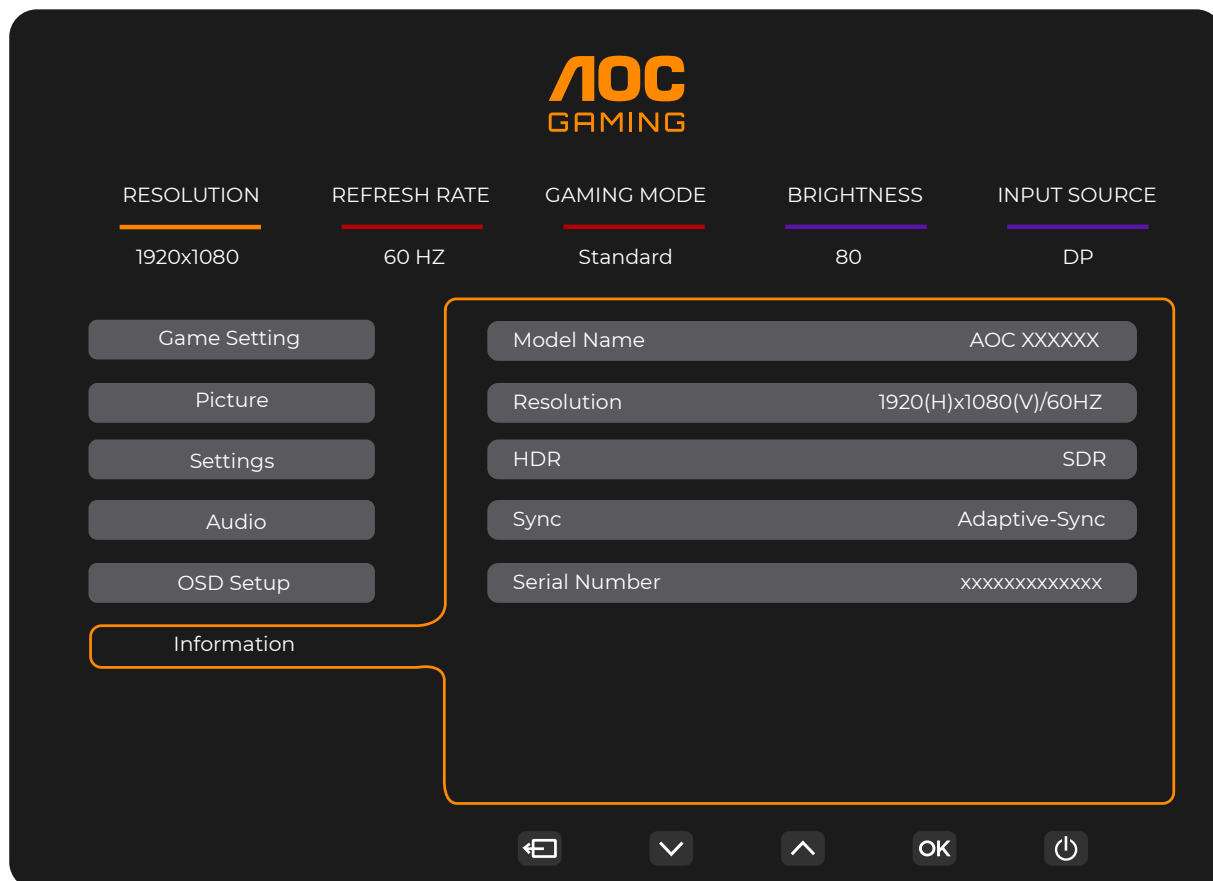 AOC
GAMING
RESOLUTION REFRESH RATE GAMING MODE BRIGHTNESS INPUT SOURCE
1920x1080 60 HZ Standard 80 DP
Game Setting
Picture
Settings
Audio
OSD Setup
Information
Model Name AOC XXXXXX
Resolution 1920(H)x1080(V)/60HZ
HDR SDR
Sync Adaptive-Sync
Serial Number xxxxxxxxxxxxx
OK